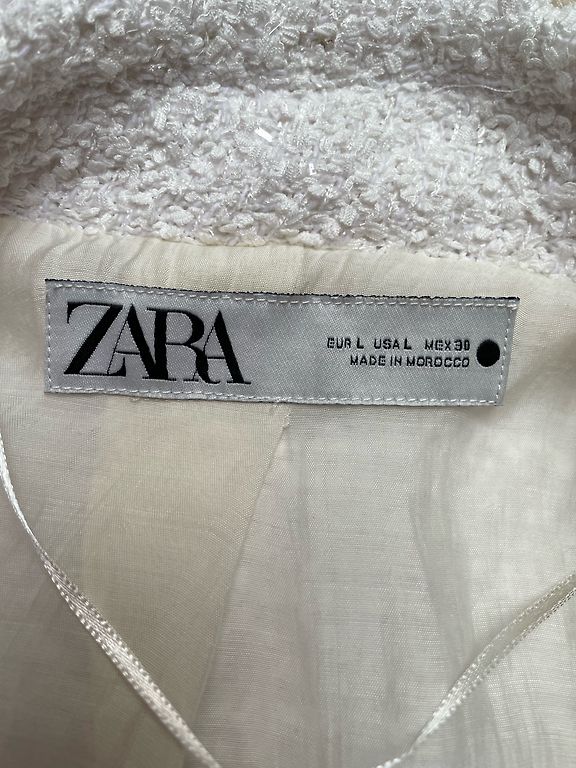 ZARA
EUR L USA L MEX 30
MADE IN MOROCCO